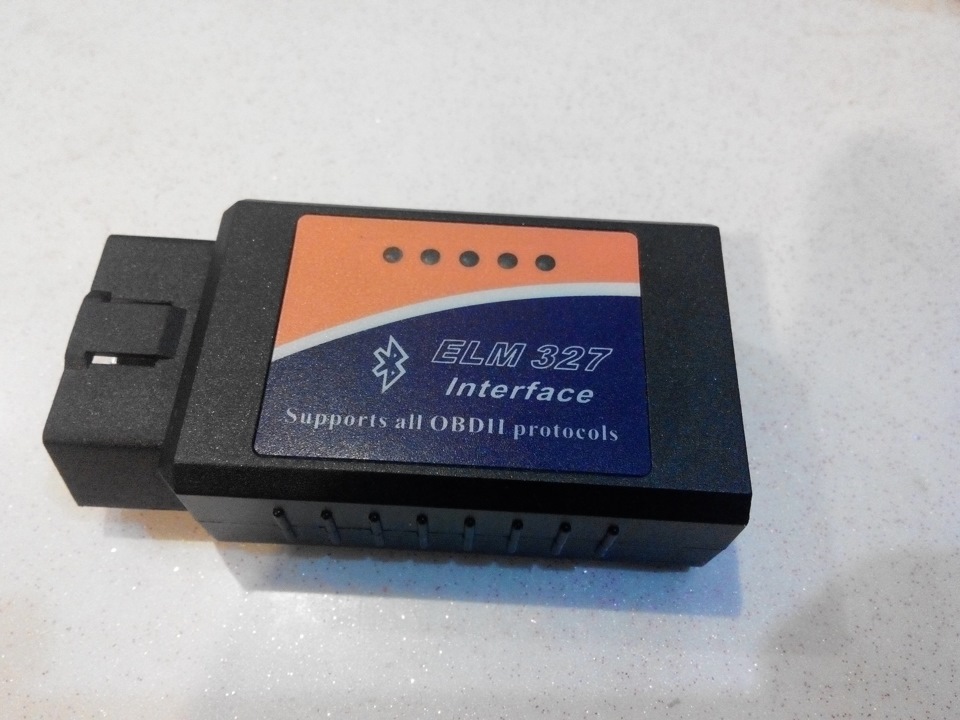 ELM 327
Interface
Supports all OBDII protocols